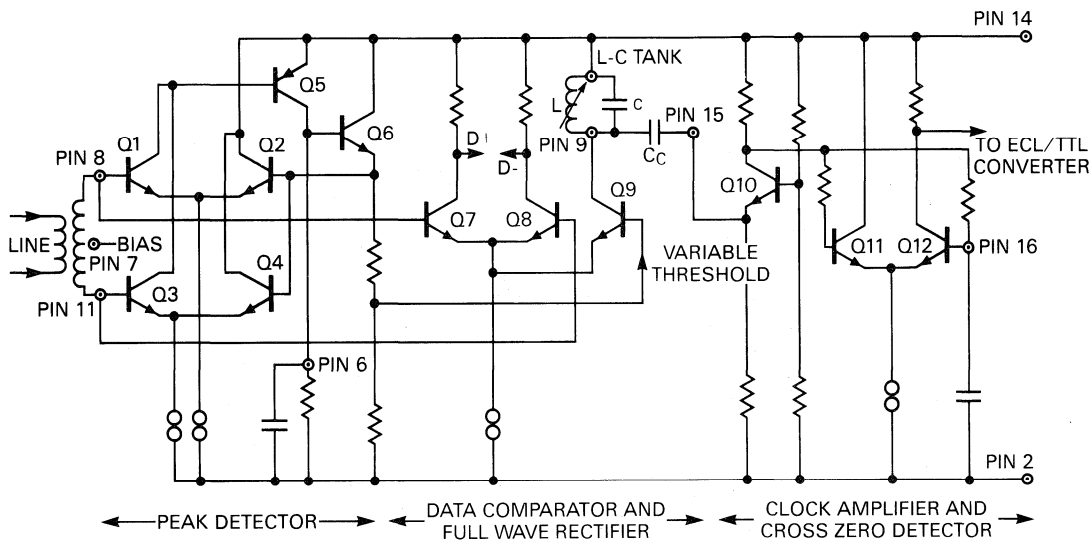 PIN 14
L-C TANK
Q5
L
C
PIN 15
Q1
Q2
Q6
PIN 8
D
PIN 9
CC
TO ECL/TTL
CONVERTER
D-
Q10
Q9
LINE
BIAS
PIN 7
Q7
Q8
Q11
Q12
PIN 16
VARIABLE
THRESHOLD
Q4
Q3
PIN 11
PIN 6
PIN 2
PEAK DETECTOR
DATA COMPARATOR AND
FULL WAVE RECTIFIER
CLOCK AMPLIFIER AND
CROSS ZERO DETECTOR